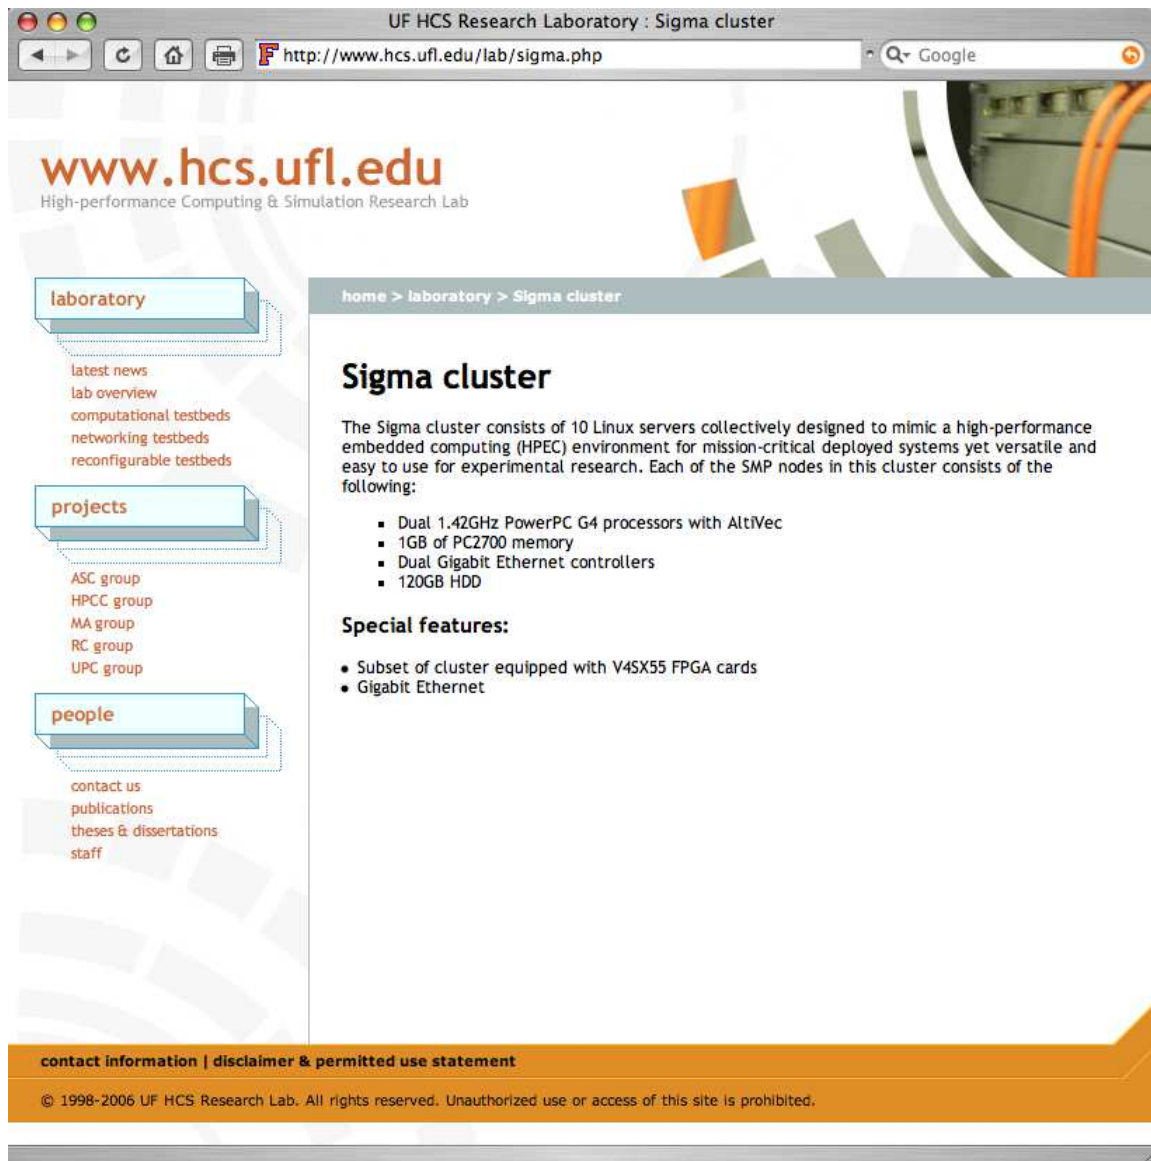 UF HCS Research Laboratory : Sigma cluster
http://www.hcs.ufl.edu/lab/sigma.php
Google
www.hcs.ufl.edu
High-performance Computing & Simulation Research Lab
laboratory
latest news
lab overview
computational testbeds
networking testbeds
reconfigurable testbeds
projects
ASC group
HPCC group
MA group
RC group
UPC group
people
contact us
publications
theses & dissertations
staff
home > laboratory > Sigma cluster
Sigma cluster
The Sigma cluster consists of 10 Linux servers collectively designed to mimic a high-performance
embedded computing (HPEC) environment for mission-critical deployed systems yet versatile and
easy to use for experimental research. Each of the SMP nodes in this cluster consists of the
following:
Dual 1.42GHz PowerPC G4 processors with AltiVec
1GB of PC2700 memory
Dual Gigabit Ethernet controllers
120GB HDD
Special features:
Subset of cluster equipped with V4SX55 FPGA cards
Gigabit Ethernet
contact information | disclaimer & permitted use statement
© 1998-2006 UF HCS Research Lab. All rights reserved. Unauthorized use or access of this site is prohibited.